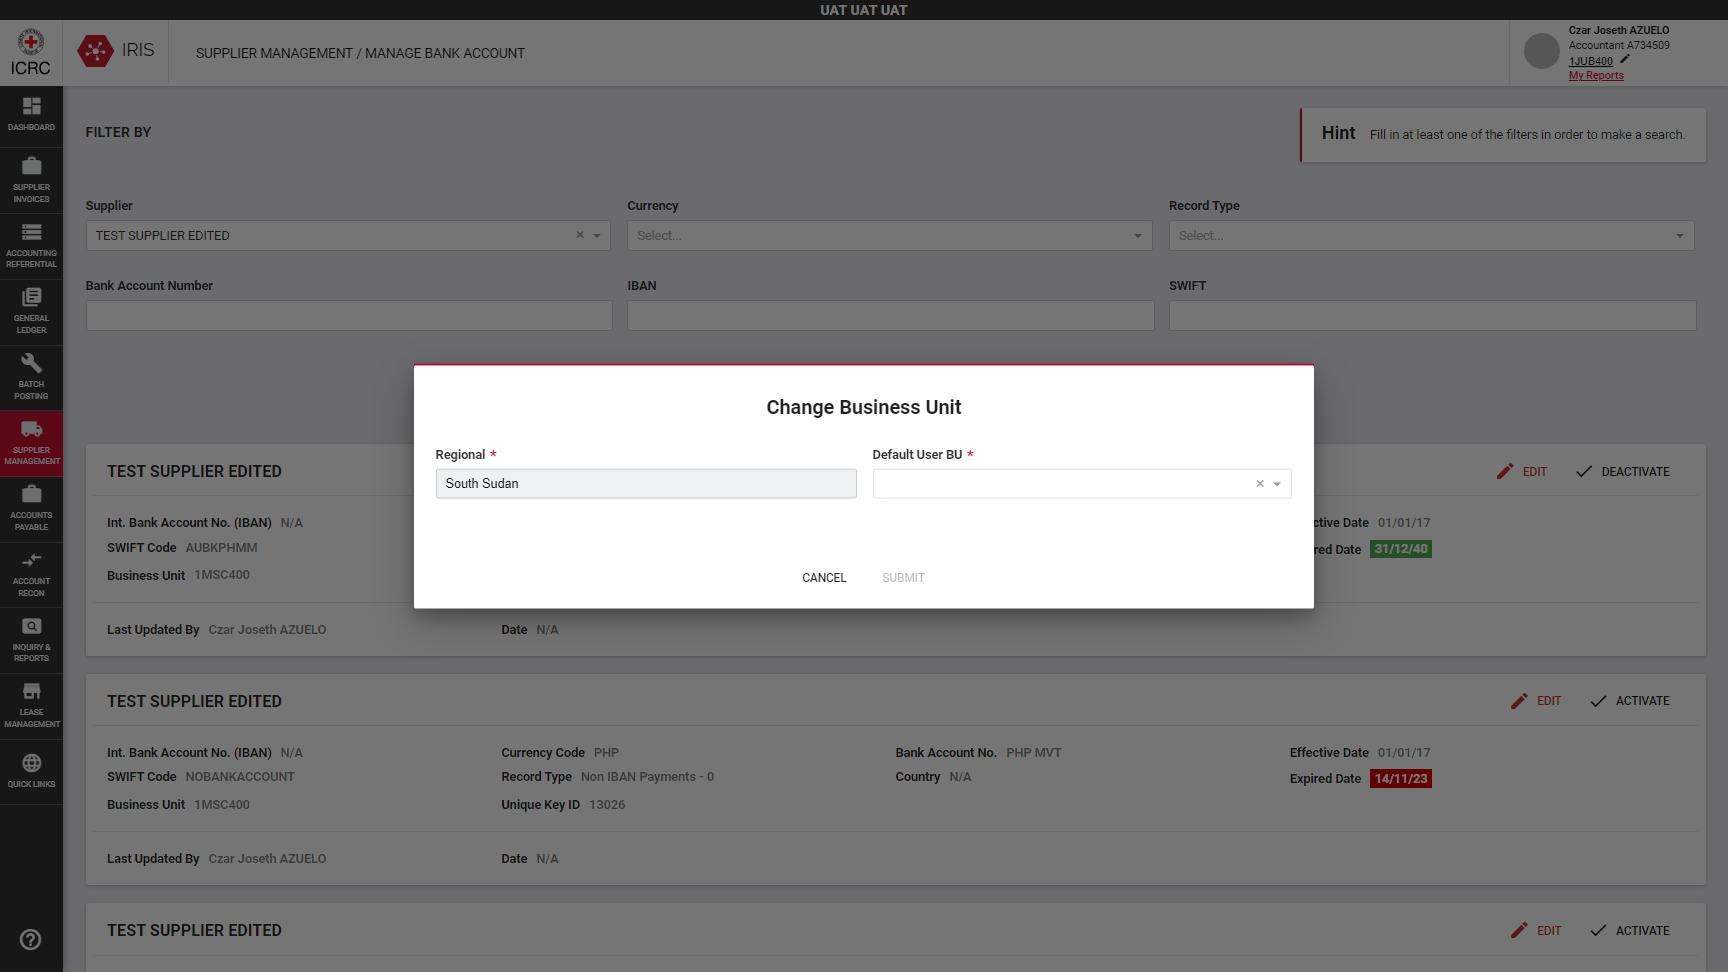 UAT UAT UAT
ICRC
IRIS
SUPPLIER MANAGEMENT / MANAGE BANK ACCOUNT
Czar Joseth AZUELO
Accountant A734509
1JUB400
My Reports
DASHBOARD
SUPPLIER
INVOICES
ACCOUNTING
REFERENTIAL
GENERAL
LEDGER
BATCH
POSTING
SUPPLIER
MANAGEMENT
ACCOUNTS
PAYABLE
ACCOUNT
RECON
INQUIRY &
REPORTS
LEASE
MANAGEMENT
QUICK LINKS
FILTER BY
Hint Fill in at least one of the filters in order to make a search.
Supplier Currency Record Type
TEST SUPPLIER EDITED Select... Select...
Bank Account Number IBAN SWIFT
Change Business Unit
Regional * Default User BU *
South Sudan
CANCEL SUBMIT
TEST SUPPLIER EDITED EDIT DEACTIVATE
Int. Bank Account No. (IBAN) N/A ctive Date 01/01/17
SWIFT Code AUBKPHMM red Date 31/12/40
Business Unit 1MSC400
Last Updated By Czar Joseth AZUELO Date N/A
TEST SUPPLIER EDITED EDIT ACTIVATE
Int. Bank Account No. (IBAN) N/A Currency Code PHP Bank Account No. PHP MVT Effective Date 01/01/17
SWIFT Code NOBANKACCOUNT Record Type Non IBAN Payments - 0 Country N/A Expired Date 14/11/23
Business Unit 1MSC400 Unique Key ID 13026
Last Updated By Czar Joseth AZUELO Date N/A
TEST SUPPLIER EDITED EDIT ACTIVATE